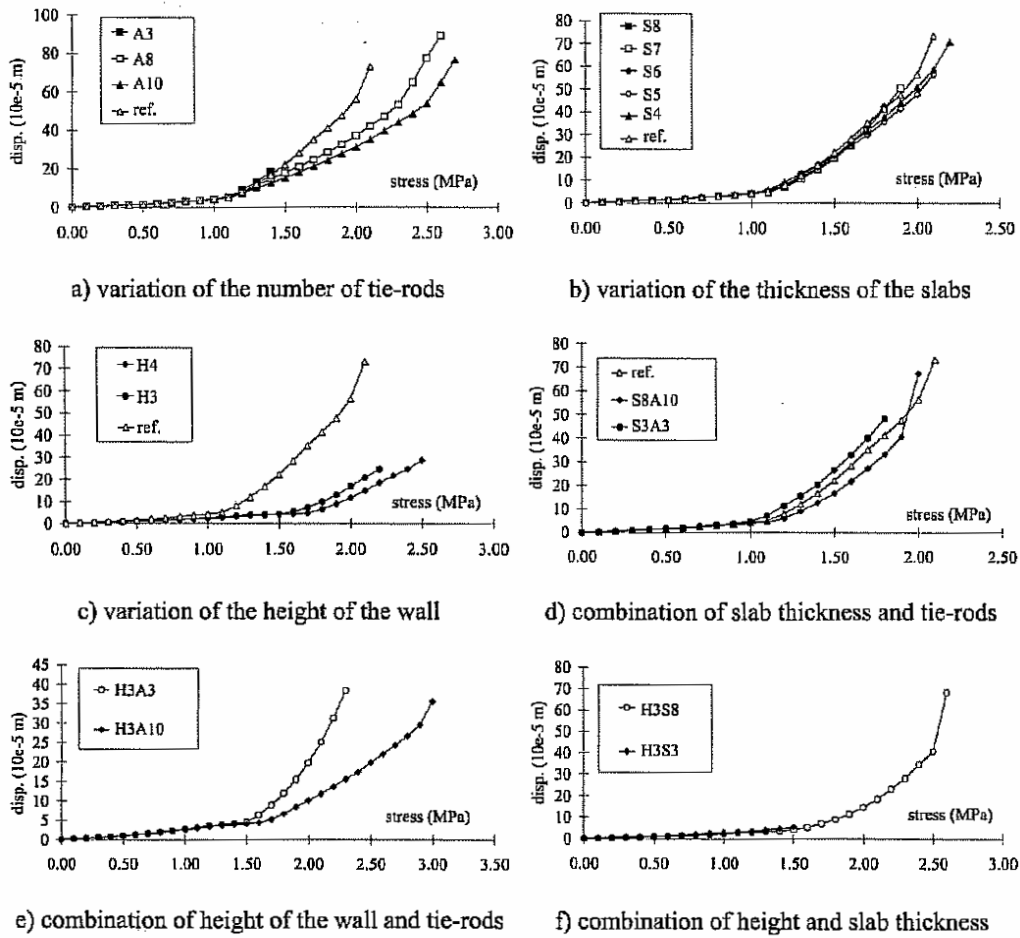 100
80
60
40
20
0
disp. (10e-5 m)
A3
A8
A10
ref.
stress (MPa)
0.00 0.50 1.00 1.50 2.00 2.50 3.00
a) variation of the number of tie-rods
80
70
60
50
40
30
20
10
0
disp. (10e-5 m)
S8
S7
S6
S5
S4
ref.
stress (MPa)
0.00 0.50 1.00 1.50 2.00 2.50
b) variation of the thickness of the slabs
80
70
60
50
40
30
20
10
0
disp. (10e-5 m)
H4
H3
ref.
stress (MPa)
0.00 0.50 1.00 1.50 2.00 2.50 3.00
c) variation of the height of the wall
80
70
60
50
40
30
20
10
0
disp. (10e-5 m)
ref.
S8A10
S3A3
stress (MPa)
0.00 0.50 1.00 1.50 2.00 2.50
d) combination of slab thickness and tie-rods
45
40
35
30
25
20
15
10
5
0
disp. (10e-5 m)
H3A3
H3A10
stress (MPa)
0.00 0.50 1.00 1.50 2.00 2.50 3.00 3.50
e) combination of height of the wall and tie-rods
80
70
60
50
40
30
20
10
0
disp. (10e-5 m)
H3S8
H3S3
stress (MPa)
0.00 0.50 1.00 1.50 2.00 2.50 3.00
f) combination of height and slab thickness